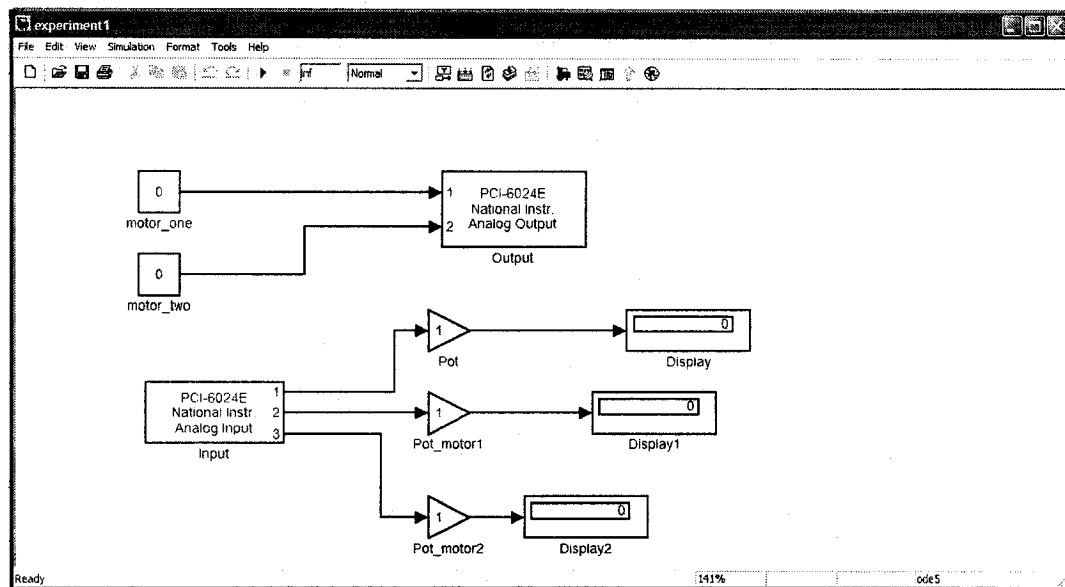 experiment1
File Edit View Simulation Format Tools Help
inf Normal
0
motor_one
1
2
PCI-6024E
National Instr.
Analog Output
Output
0
motor_two
1
Pot
0
Display
PCI-6024E
National Instr.
Analog Input
1
2
3
Input
1
Pot_motor1
0
Display1
1
Pot_motor2
0
Display2
Ready 141% ode5